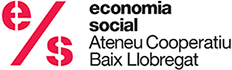 e/s
economia
social
Ateneu Cooperatiu
Baix Llobregat